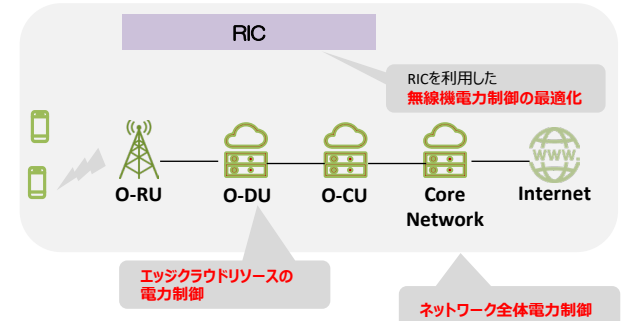 RIC
RICを利用した
無線機電力制御の最適化
WWW.
O-RU
O-DU
O-CU
Core
Network
Internet
エッジクラウドリソースの
電力制御
ネットワーク全体電力制御